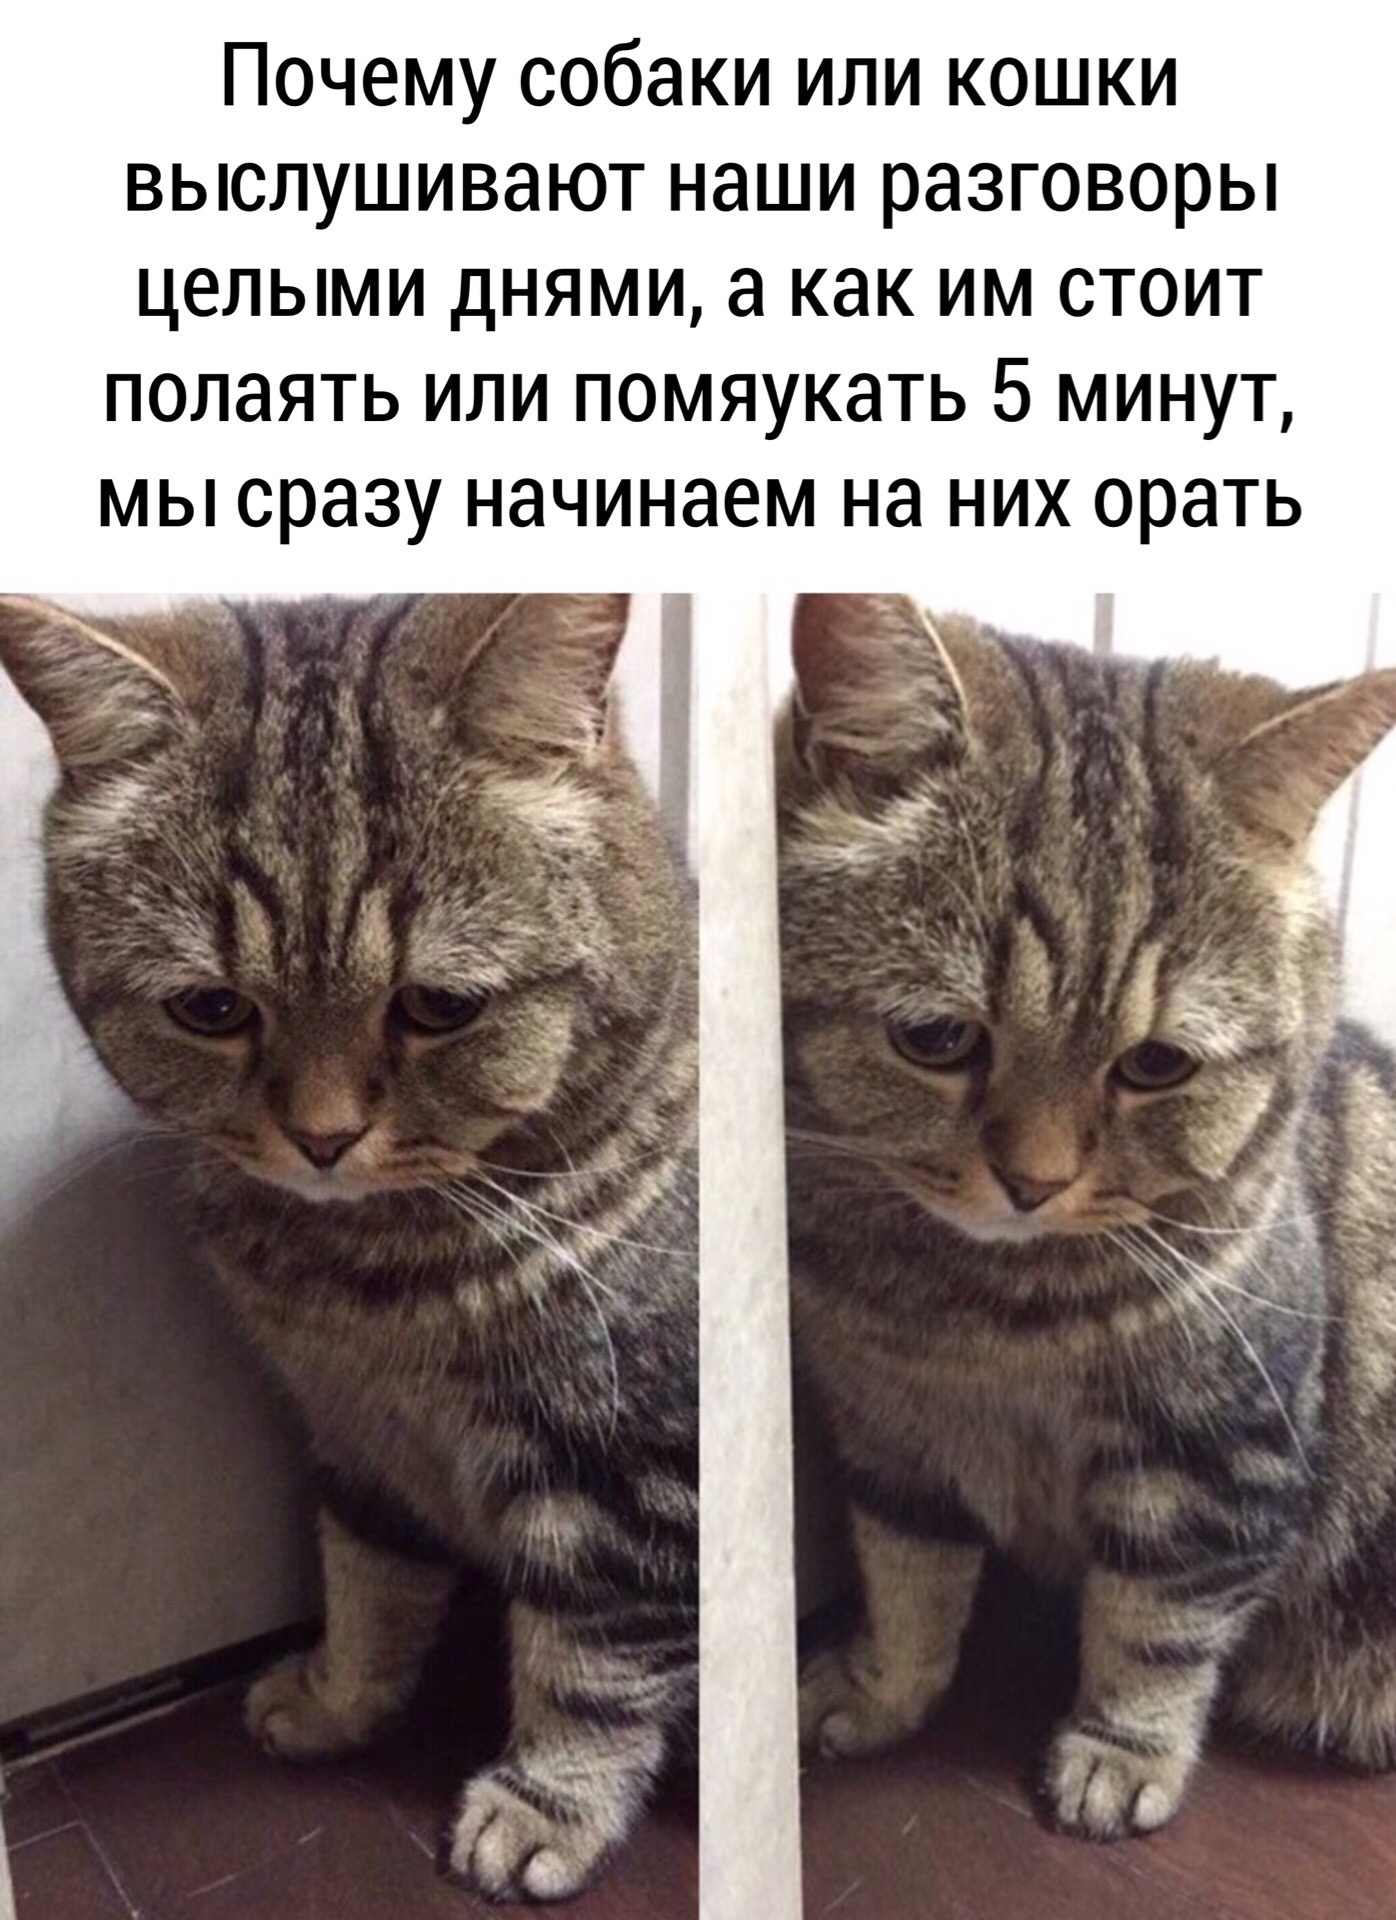 Почему собаки или кошки
выслушивают наши разговоры
целыми днями, а как им стоит
полаять или помяукать 5 минут,
мы сразу начинаем на них орать